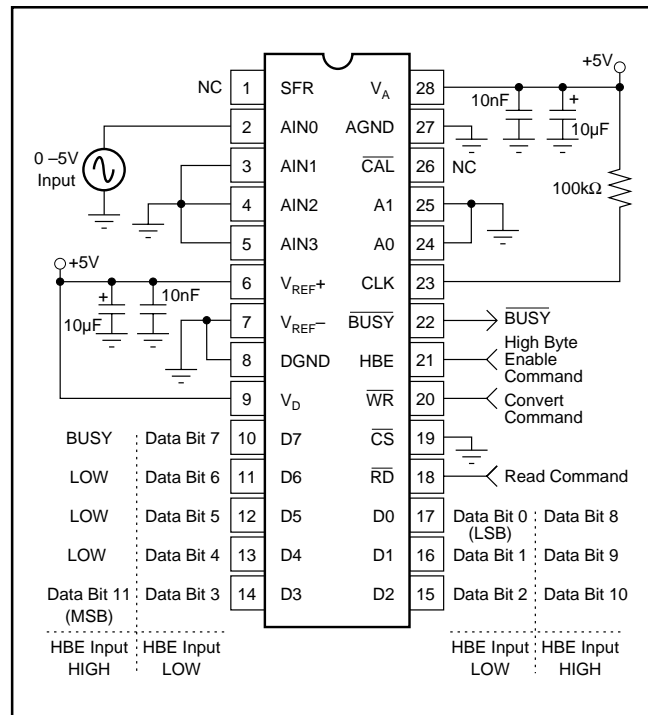 +5V
NC 1 SFR V_A 28
10nF + 10µF
2 AIN0 AGND 27
0 –5V Input
3 AIN1 C̅A̅L̅ 26 NC
100kΩ
4 AIN2 A1 25
5 AIN3 A0 24
+5V
6 V_REF+ CLK 23
+ 10µF 10nF
7 V_REF– B̅U̅S̅Y̅ 22 B̅U̅S̅Y̅
8 DGND HBE 21 High Byte
Enable
Command
9 V_D W̅R̅ 20 Convert
Command
BUSY Data Bit 7 10 D7 C̅S̅ 19
LOW Data Bit 6 11 D6 R̅D̅ 18 Read Command
LOW Data Bit 5 12 D5 D0 17 Data Bit 0 Data Bit 8
(LSB)
LOW Data Bit 4 13 D4 D1 16 Data Bit 1 Data Bit 9
Data Bit 11 Data Bit 3 14 D3 D2 15 Data Bit 2 Data Bit 10
(MSB)
HBE Input HBE Input HBE Input HBE Input
HIGH LOW LOW HIGH